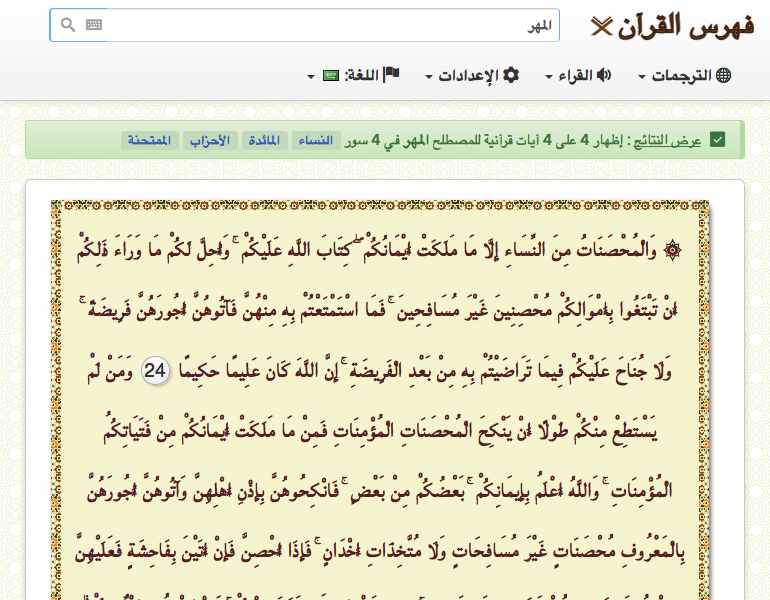 فهرس القرآن
المهر
الترجمات القراء الإعدادات اللغة:
عرض النتائج : إظهار 4 على 4 آيات قرآنية للمصطلح المهر في 4 سور النساء المائدة الأحزاب الممتحنة
۞ وَالْمُحْصَنَاتُ مِنَ النِّسَاءِ إِلَّا مَا مَلَكَتْ أَيْمَانُكُمْ ۖ كِتَابَ اللَّهِ عَلَيْكُمْ ۚ وَأُحِلَّ لَكُمْ مَا وَرَاءَ ذَلِكُمْ
أَنْ تَبْتَغُوا بِأَمْوَالِكُمْ مُحْصِنِينَ غَيْرَ مُسَافِحِينَ ۚ فَمَا اسْتَمْتَعْتُمْ بِهِ مِنْهُنَّ فَآتُوهُنَّ أُجُورَهُنَّ فَرِيضَةً ۚ
وَلَا جُنَاحَ عَلَيْكُمْ فِيمَا تَرَاضَيْتُمْ بِهِ مِنْ بَعْدِ الْفَرِيضَةِ ۚ إِنَّ اللَّهَ كَانَ عَلِيمًا حَكِيمًا 24 وَمَنْ لَمْ
يَسْتَطِعْ مِنْكُمْ طَوْلًا أَنْ يَنْكِحَ الْمُحْصَنَاتِ الْمُؤْمِنَاتِ فَمِنْ مَا مَلَكَتْ أَيْمَانُكُمْ مِنْ فَتَيَاتِكُمُ
الْمُؤْمِنَاتِ ۚ وَاللَّهُ أَعْلَمُ بِإِيمَانِكُمْ ۚ بَعْضُكُمْ مِنْ بَعْضٍ ۚ فَانْكِحُوهُنَّ بِإِذْنِ أَهْلِهِنَّ وَآتُوهُنَّ أُجُورَهُنَّ
بِالْمَعْرُوفِ مُحْصَنَاتٍ غَيْرَ مُسَافِحَاتٍ وَلَا مُتَّخِذَاتِ أَخْدَانٍ ۚ فَإِذَا أُحْصِنَّ فَإِنْ أَتَيْنَ بِفَاحِشَةٍ فَعَلَيْهِنَّ